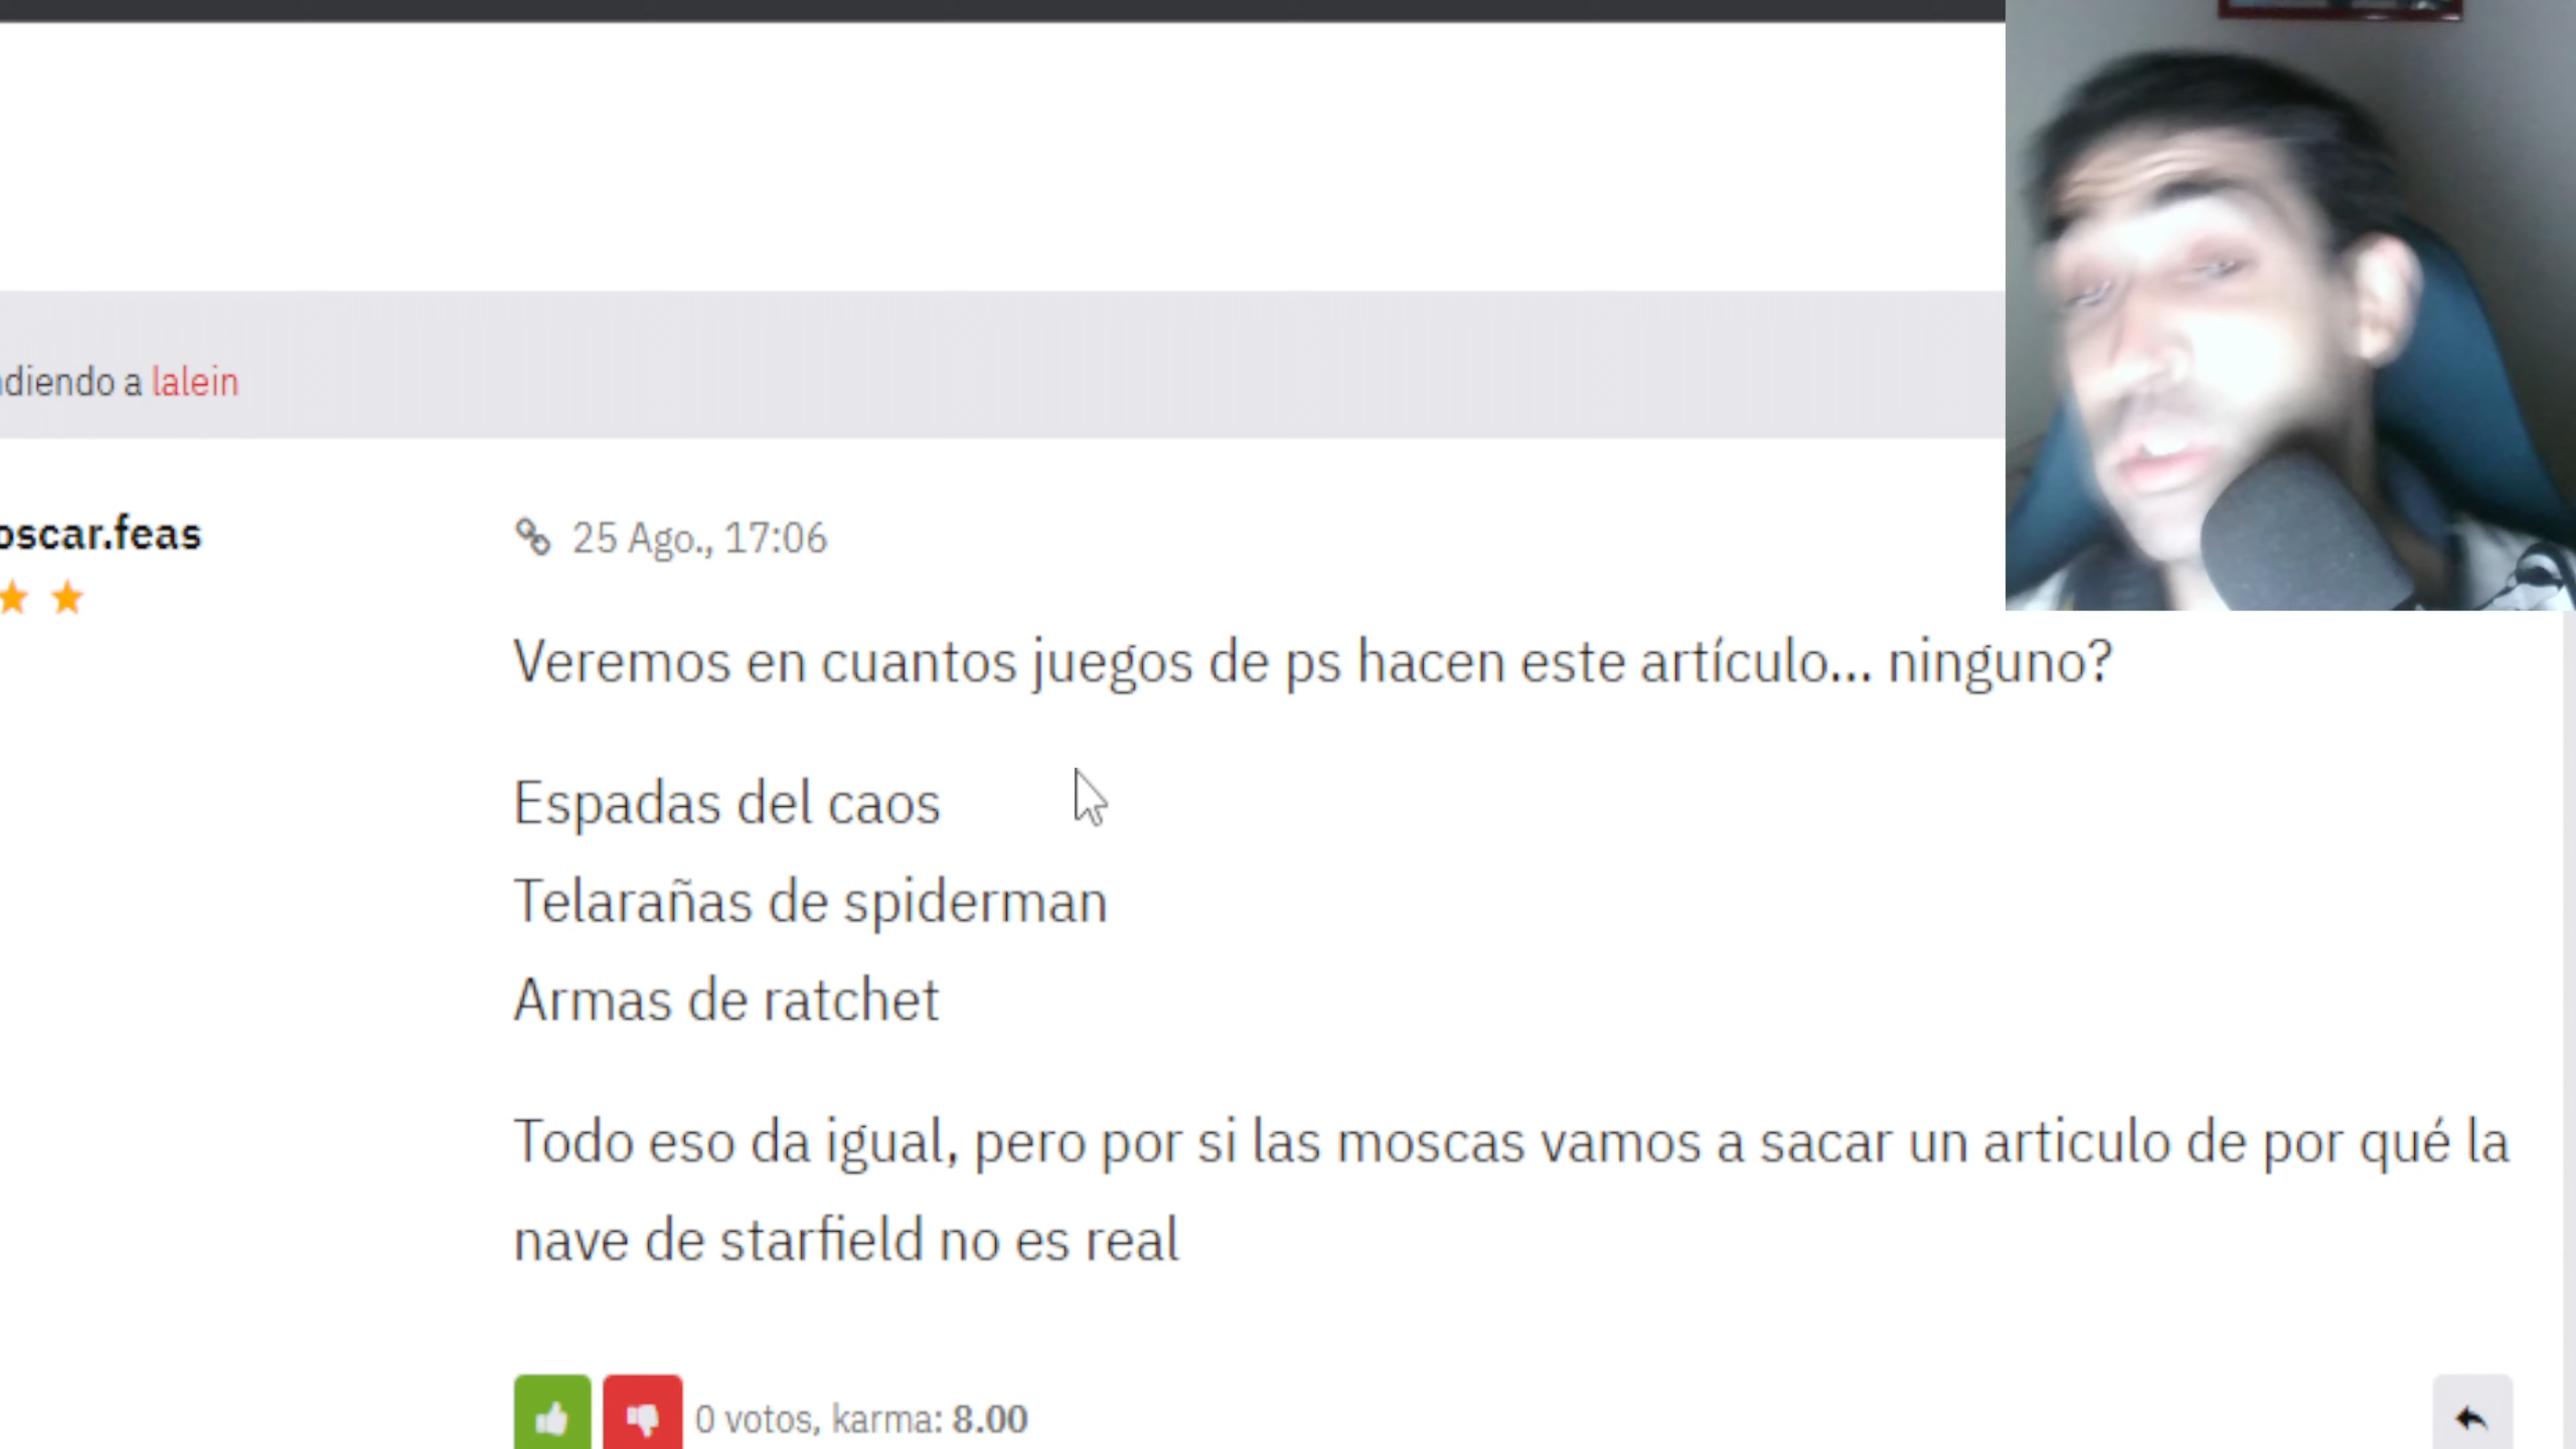 diendo a lalein
oscar.feas
25 Ago., 17:06
Veremos en cuantos juegos de ps hacen este artículo... ninguno?
Espadas del caos
Telarañas de spiderman
Armas de ratchet
Todo eso da igual, pero por si las moscas vamos a sacar un articulo de por qué la
nave de starfield no es real
0 votos, karma: 8.00